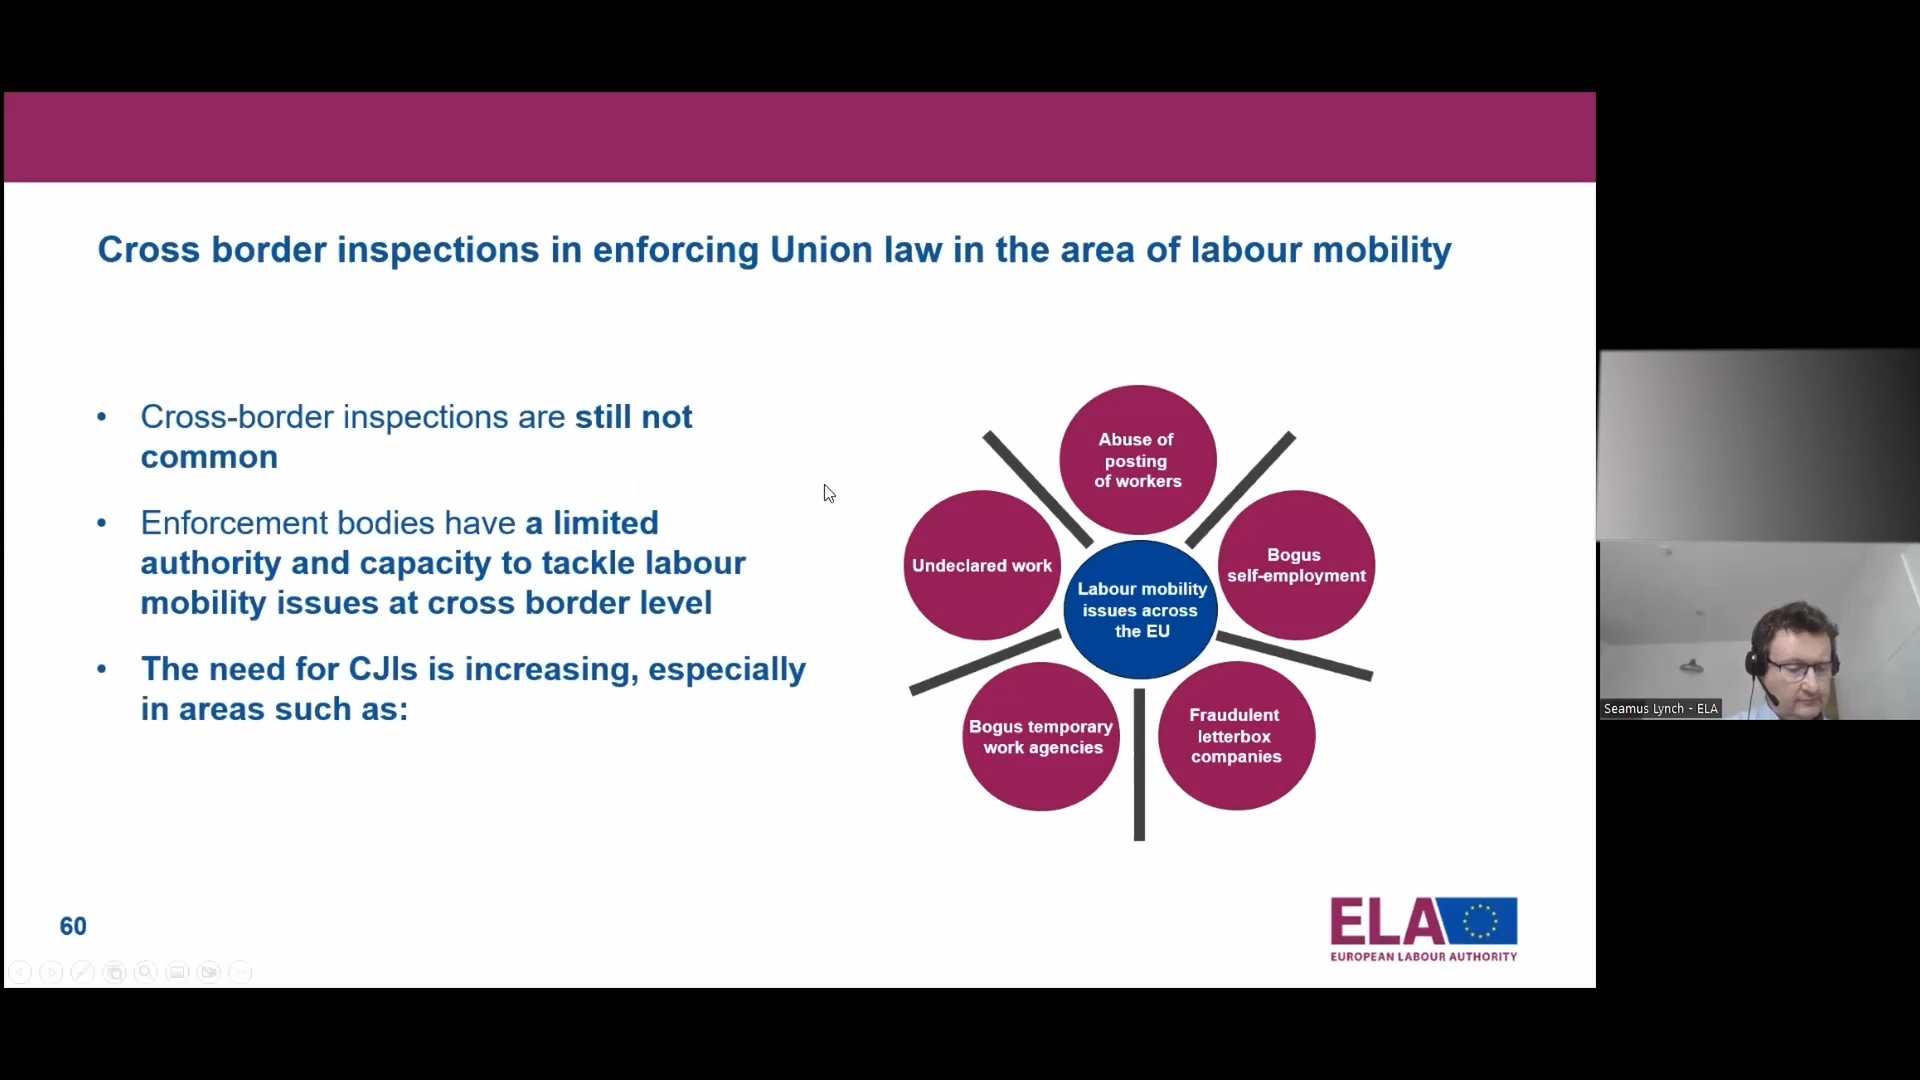 Cross border inspections in enforcing Union law in the area of labour mobility
• Cross-border inspections are still not
common
• Enforcement bodies have a limited
authority and capacity to tackle labour
mobility issues at cross border level
• The need for CJIs is increasing, especially
in areas such as:
Abuse of
posting
of workers
Undeclared work
Bogus
self-employment
Labour mobility
issues across
the EU
Bogus temporary
work agencies
Fraudulent
letterbox
companies
60
ELA
EUROPEAN LABOUR AUTHORITY
Seamus Lynch - ELA